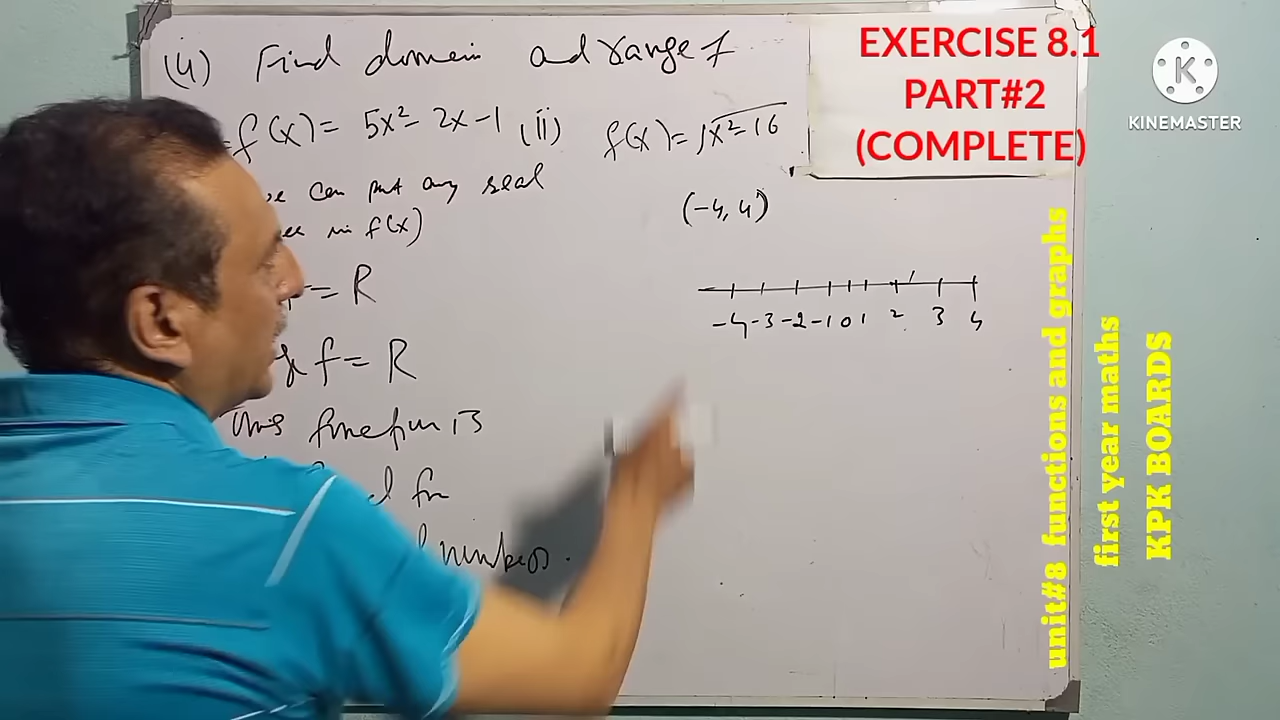 (4) Find domain and range of
f(x) = 5x² - 2x - 1 (ii) f(x) = √x² - 16
we can put any real
in f(x)
= R
f = R
This function is
for
numbers.
(-4, 4)
-4 -3 -2 -1 0 1 2 3 4
EXERCISE 8.1
PART#2
(COMPLETE)
K
KINEMASTER
unit#8 functions and graphs
first year maths
KPK BOARDS